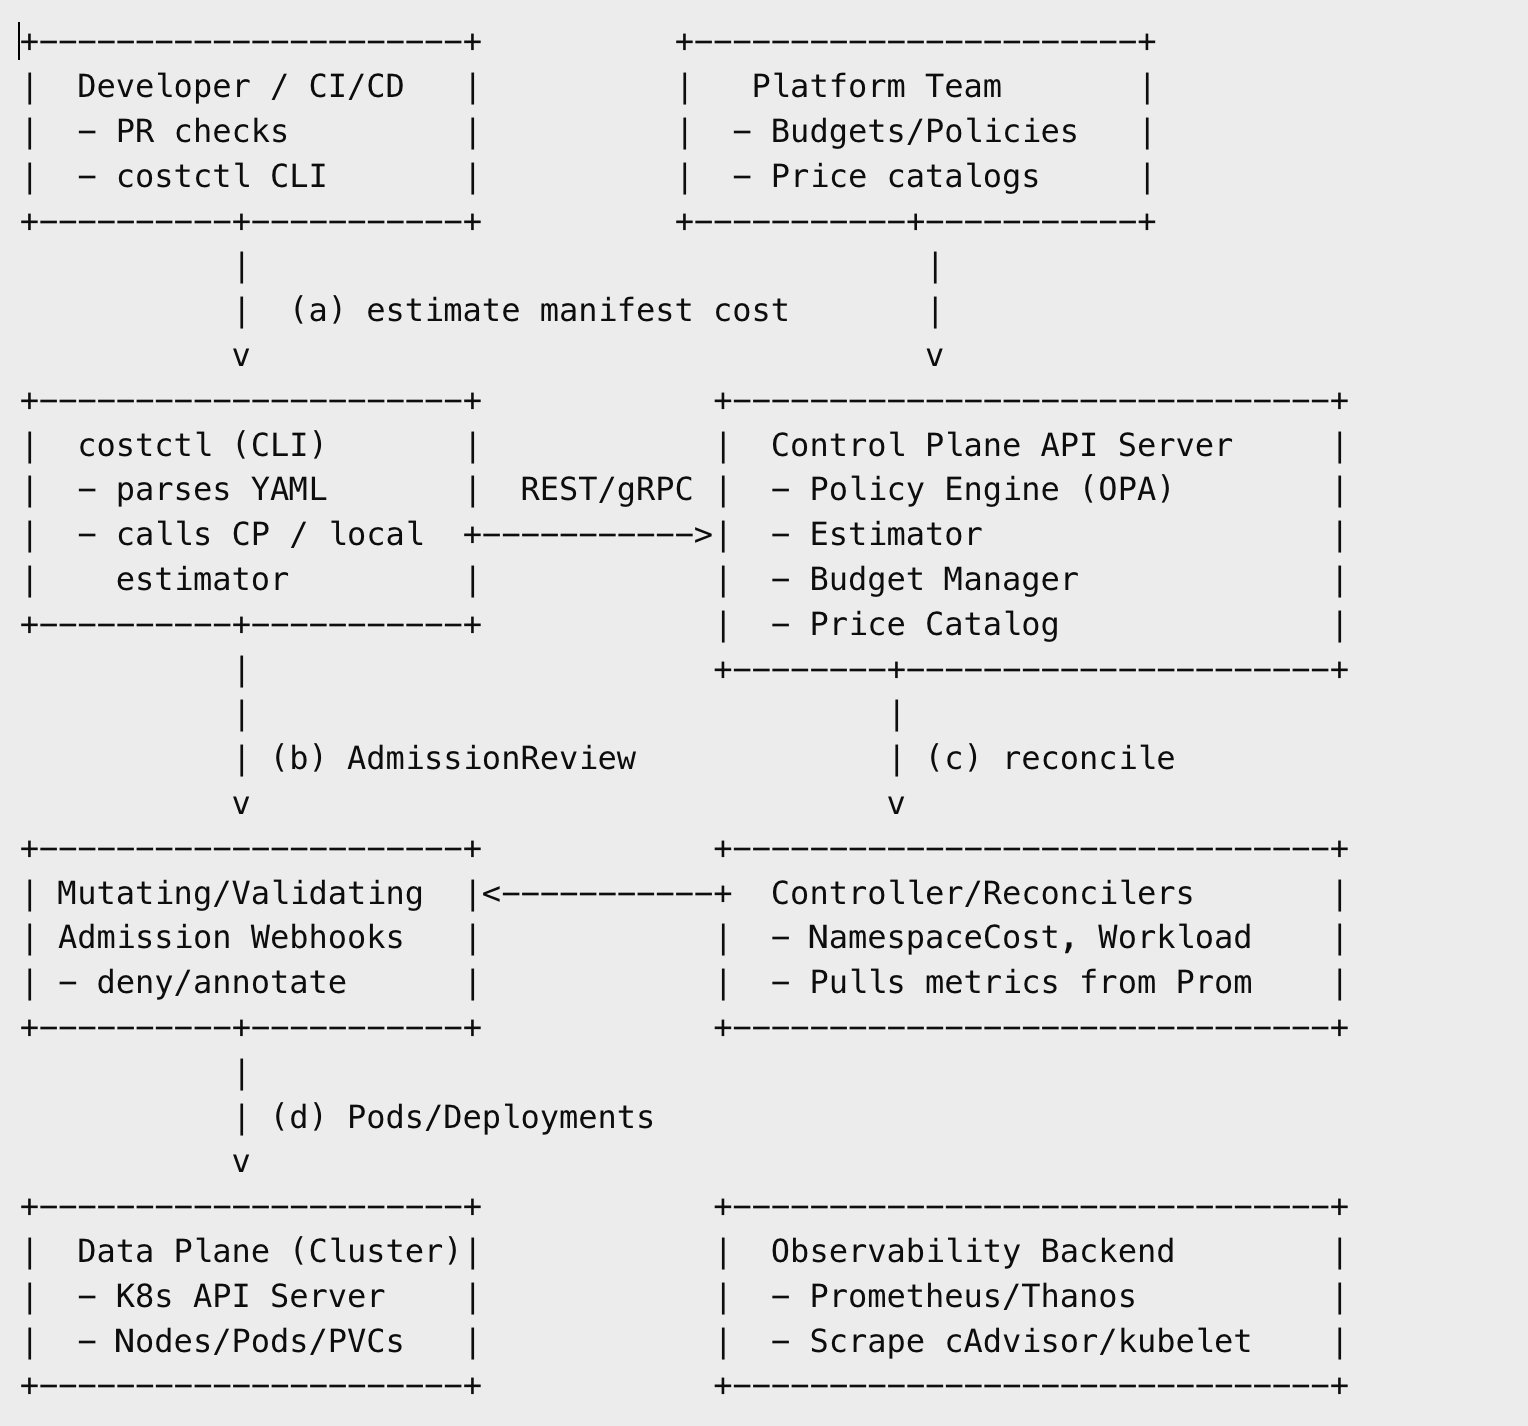 +----------------------+          +-----------------------+
|  Developer / CI/CD   |          |   Platform Team       |
|  - PR checks         |          |  - Budgets/Policies   |
|  - costctl CLI       |          |  - Price catalogs     |
+----------+-----------+          +-----------+-----------+
           |                                   |
           |  (a) estimate manifest cost       |
           v                                   v
+----------------------+            +-------------------------------+
|  costctl (CLI)       |            |  Control Plane API Server     |
|  - parses YAML       |  REST/gRPC |  - Policy Engine (OPA)        |
|  - calls CP / local  +----------->|  - Estimator                  |
|    estimator         |            |  - Budget Manager             |
+----------+-----------+            |  - Price Catalog              |
           |                        +--------+----------------------+
           |                                 |
           | (b) AdmissionReview             | (c) reconcile
           v                                 v
+----------------------+            +-------------------------------+
| Mutating/Validating  |<-----------+  Controller/Reconcilers       |
| Admission Webhooks   |            |  - NamespaceCost, Workload    |
| - deny/annotate      |            |  - Pulls metrics from Prom    |
+----------+-----------+            +-------------------------------+
           |
           | (d) Pods/Deployments
           v
+----------------------+            +-------------------------------+
|  Data Plane (Cluster)|            |  Observability Backend        |
|  - K8s API Server    |            |  - Prometheus/Thanos          |
|  - Nodes/Pods/PVCs   |            |  - Scrape cAdvisor/kubelet    |
+----------------------+            +-------------------------------+